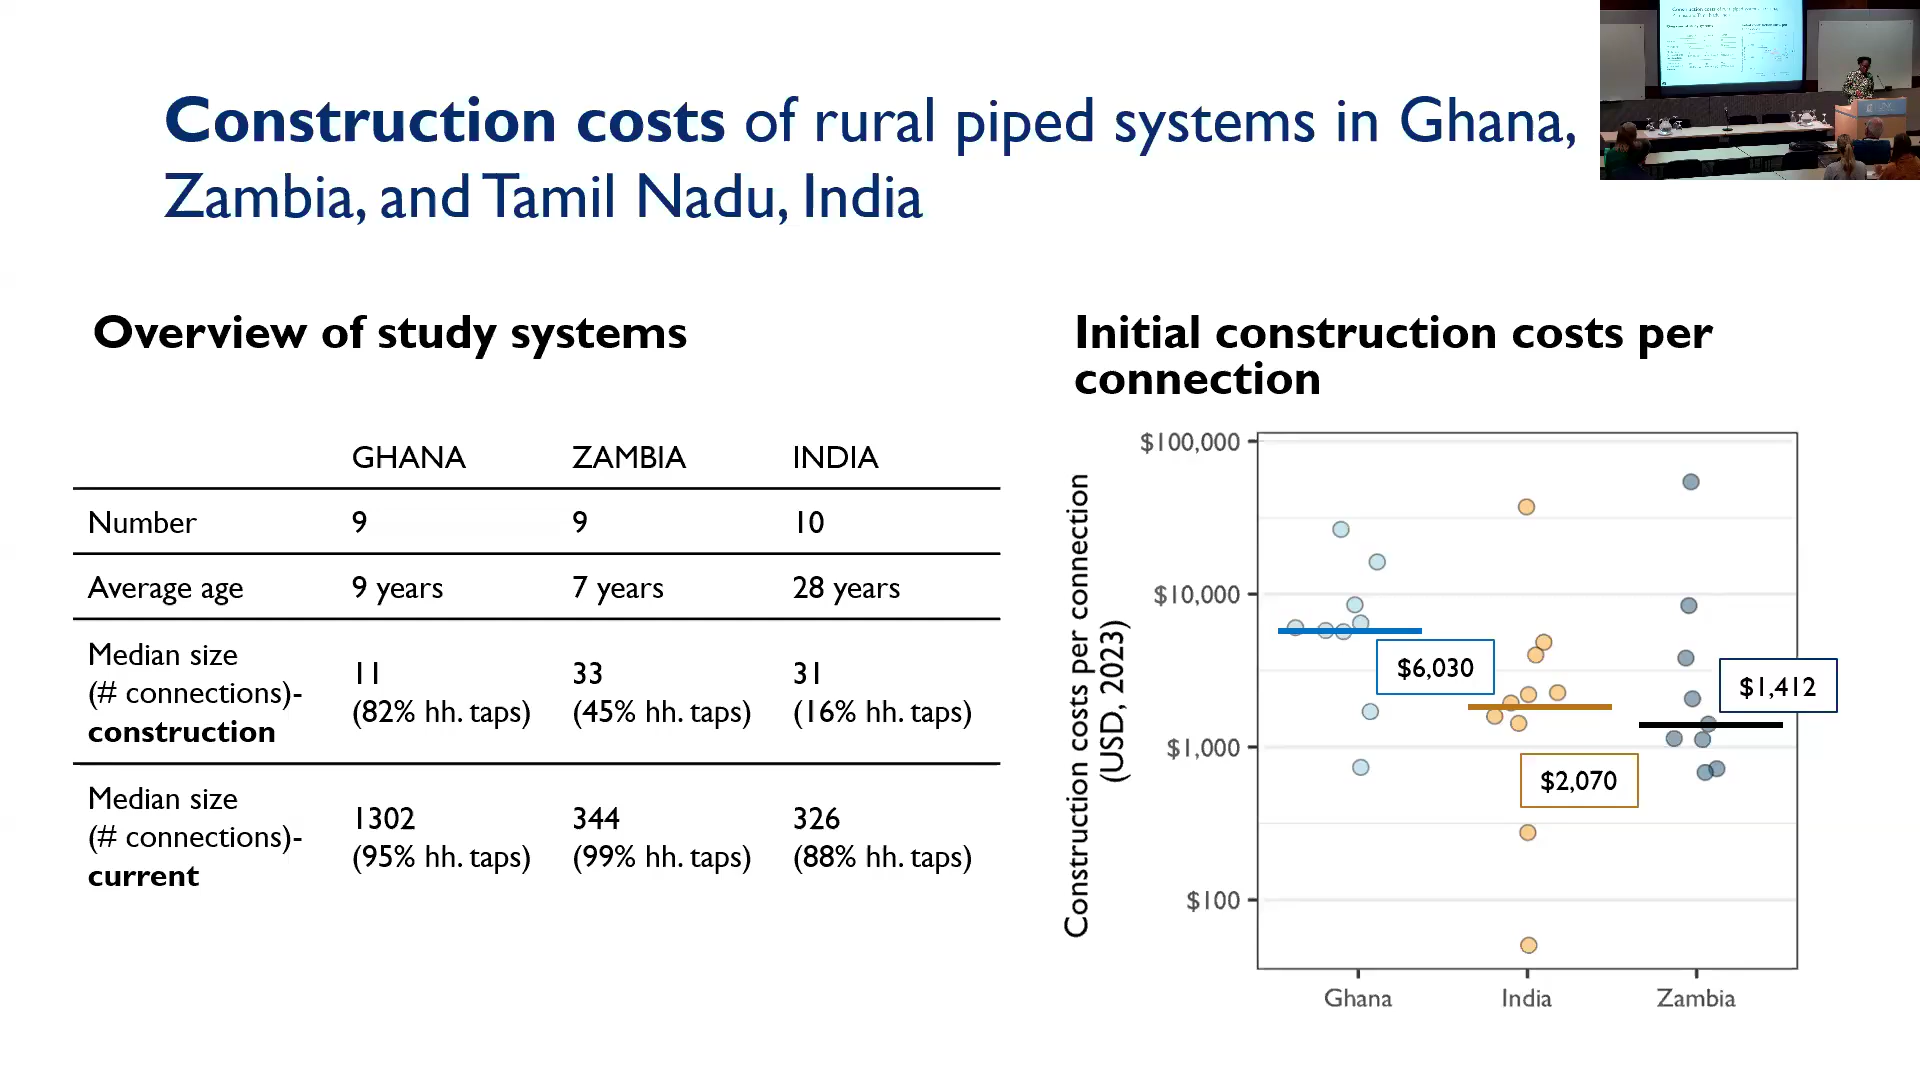 Construction costs of rural piped systems in Ghana,
Zambia, and Tamil Nadu, India
Overview of study systems
GHANA ZAMBIA INDIA
Number 9 9 10
Average age 9 years 7 years 28 years
Median size
(# connections)-
construction
11
(82% hh. taps)
33
(45% hh. taps)
31
(16% hh. taps)
Median size
(# connections)-
current
1302
(95% hh. taps)
344
(99% hh. taps)
326
(88% hh. taps)
Initial construction costs per
connection
Construction costs per connection
(USD, 2023)
$100,000
$10,000
$1,000
$100
$6,030
$2,070
$1,412
Ghana India Zambia